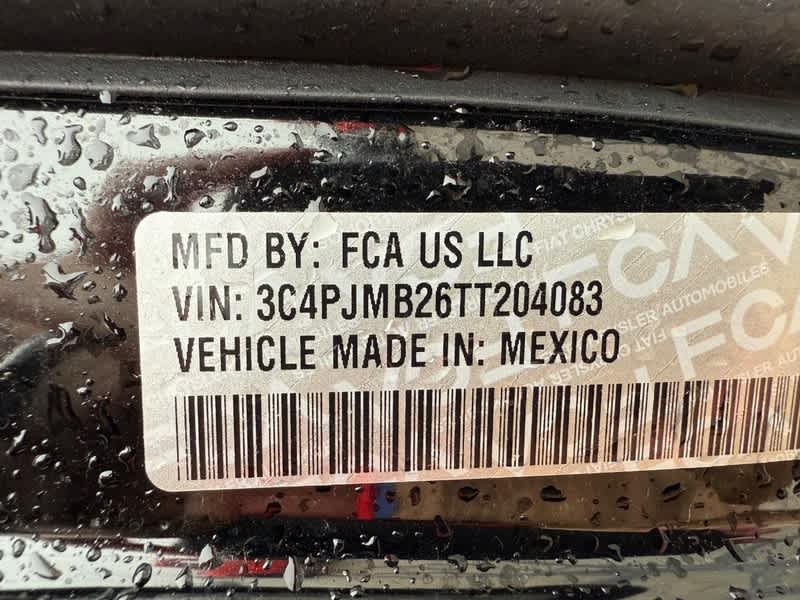 MFD BY: FCA US LLC
VIN: 3C4PJMB26TT204083
VEHICLE MADE IN: MEXICO